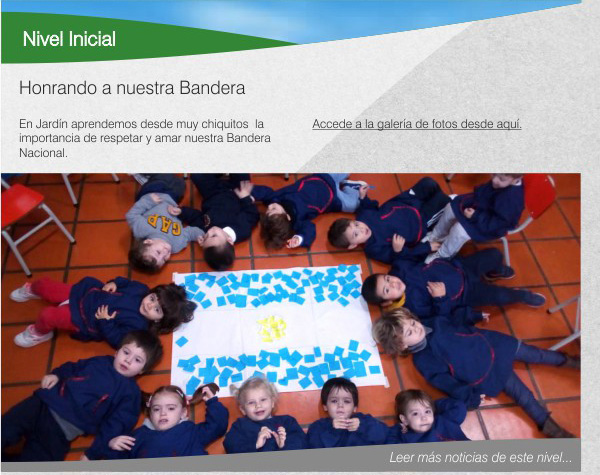 Nivel Inicial
Honrando a nuestra Bandera
En Jardín aprendemos desde muy chiquitos la
importancia de respetar y amar nuestra Bandera
Nacional.
Accede a la galería de fotos desde aquí.
GAP
Leer más noticias de este nivel...